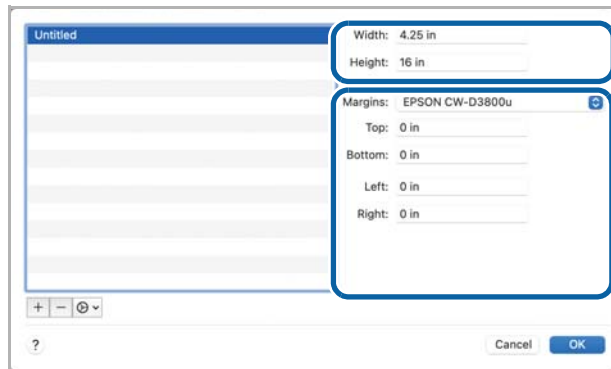 Untitled
Width: 4.25 in
Height: 16 in
Margins: EPSON CW-D3800u
Top: 0 in
Bottom: 0 in
Left: 0 in
Right: 0 in
+ −
? Cancel OK